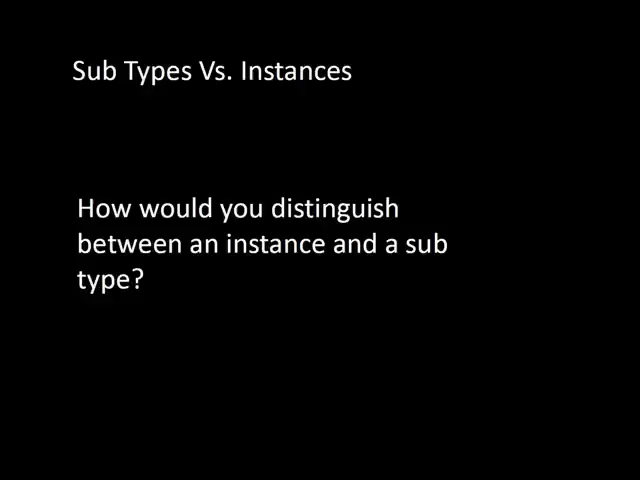 Sub Types Vs. Instances
How would you distinguish
between an instance and a sub
type?